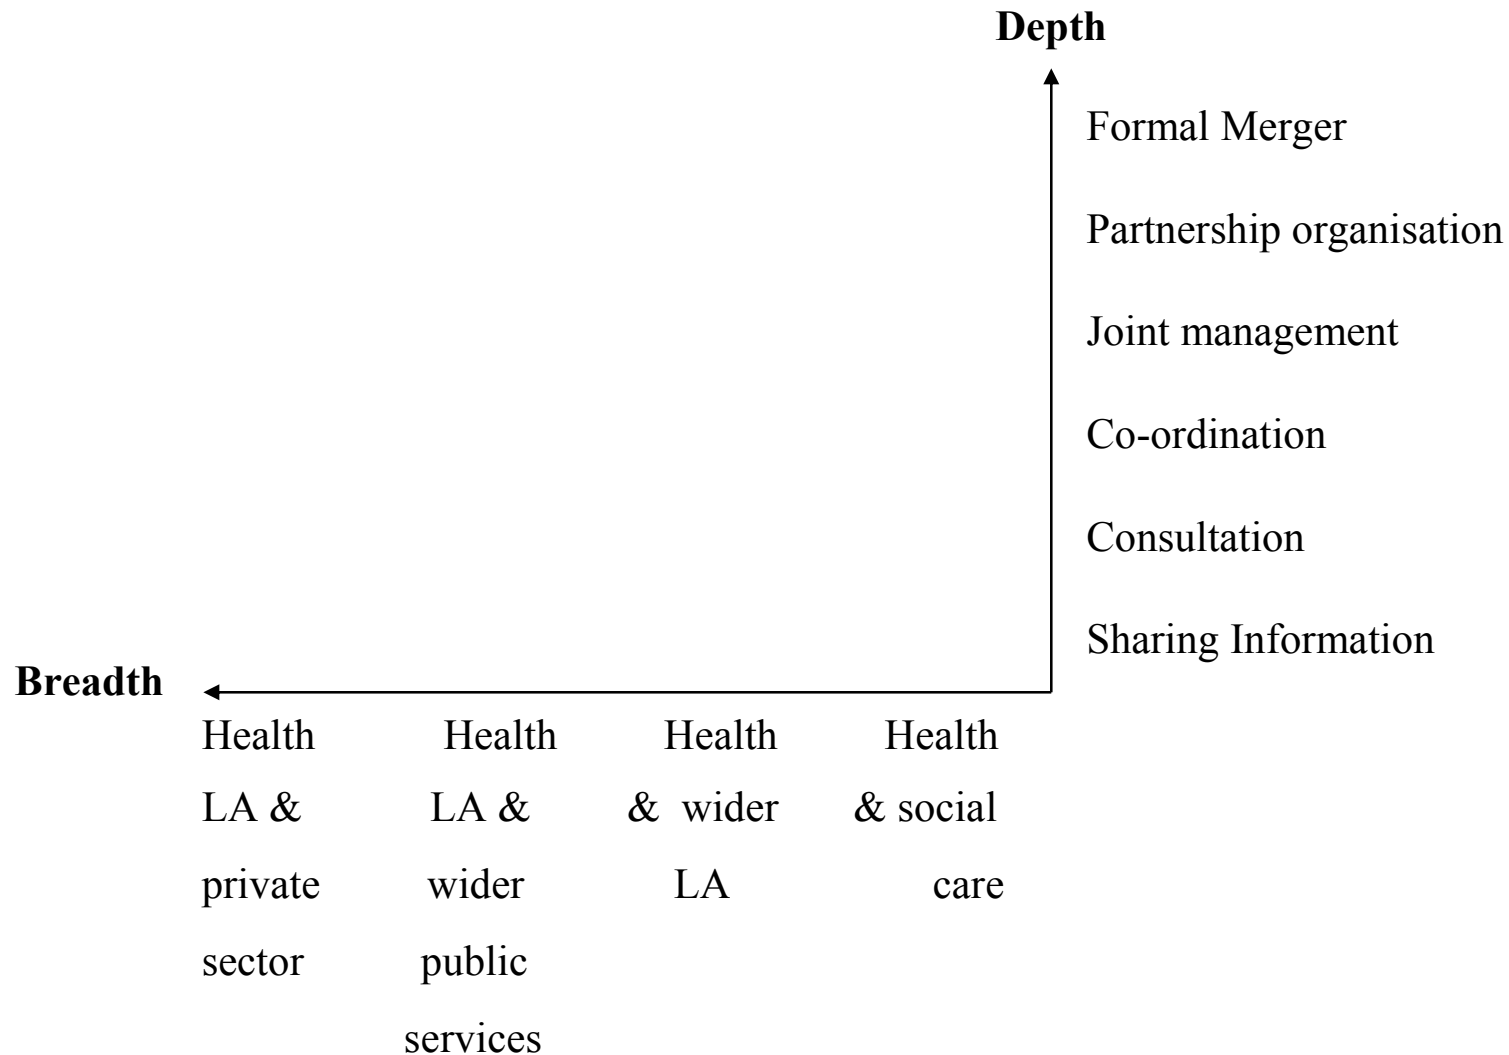 Depth
Formal Merger
Partnership organisation
Joint management
Co-ordination
Consultation
Sharing Information
Breadth
Health Health Health Health
LA & LA & & wider & social
private wider LA care
sector public
services